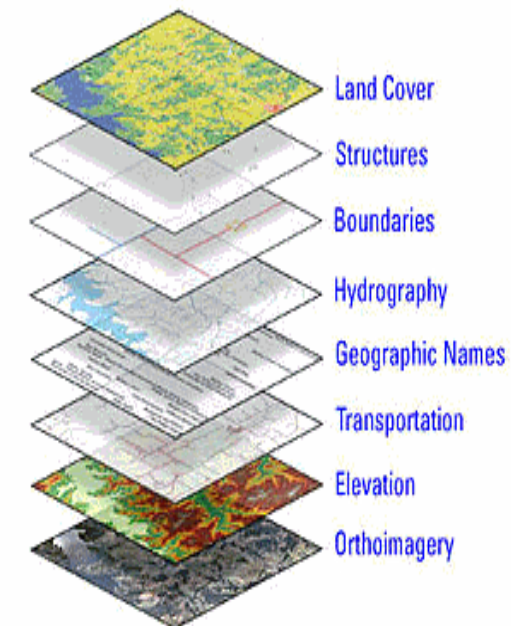 Land Cover
Structures
Boundaries
Hydrography
Geographic Names
Transportation
Elevation
Orthoimagery